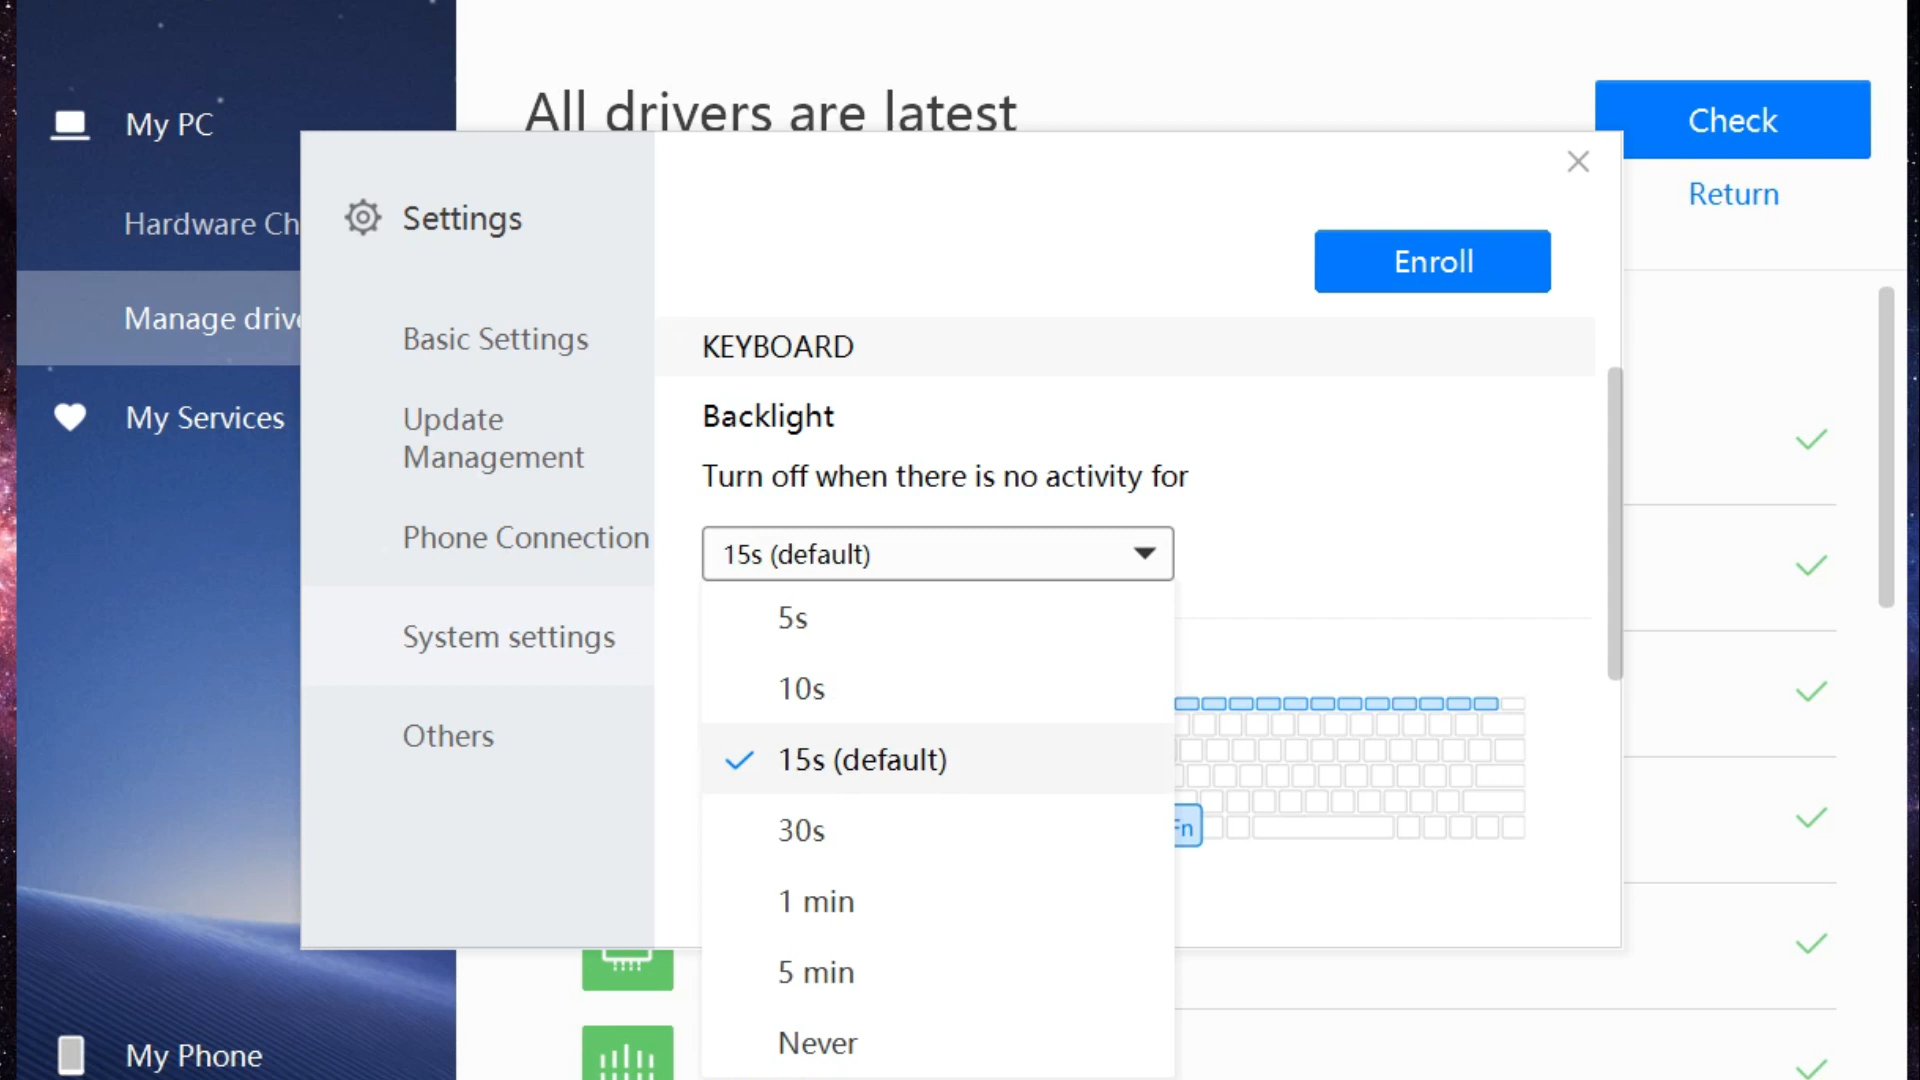 My PC
Hardware Ch
Manage drive
My Services
My Phone
All drivers are latest
Check
Return
Settings
Basic Settings
Update
Management
Phone Connection
System settings
Others
Enroll
KEYBOARD
Backlight
Turn off when there is no activity for
15s (default)
5s
10s
15s (default)
30s
1 min
5 min
Never
Fn